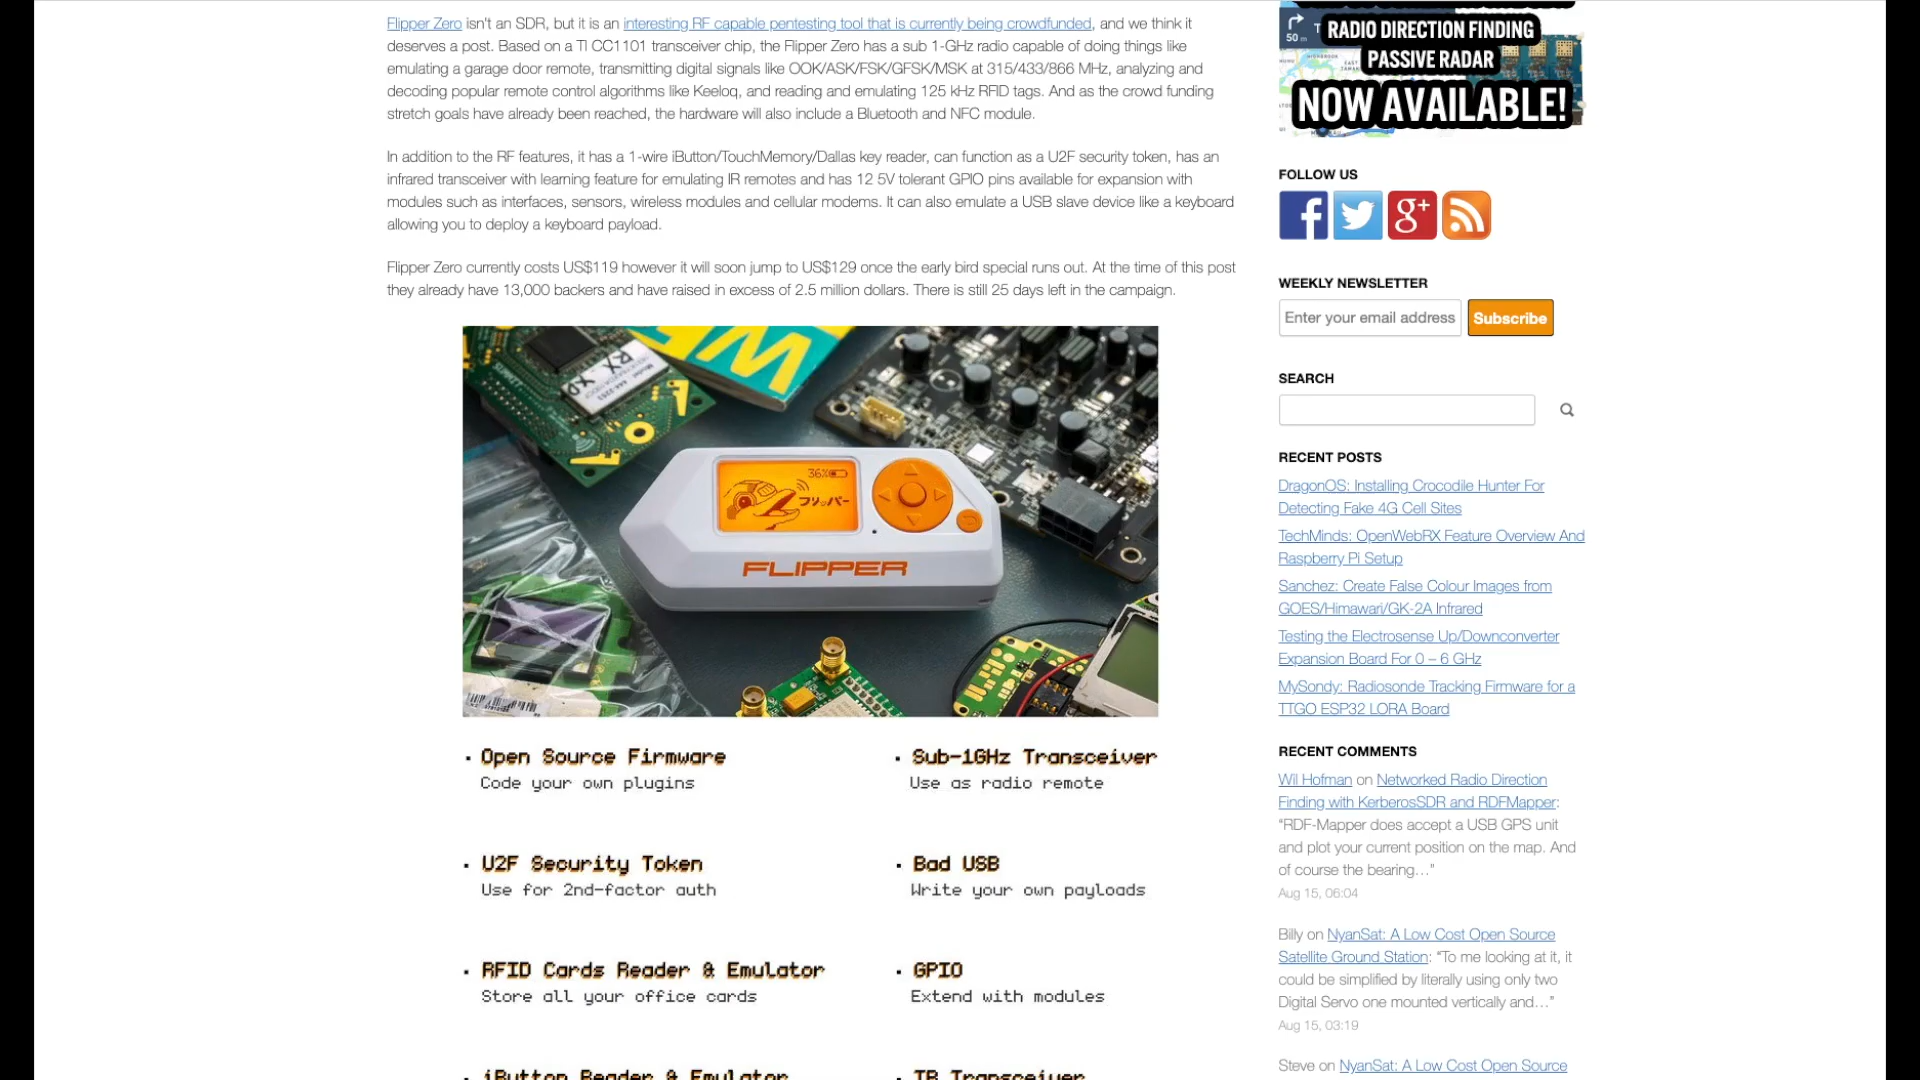 Flipper Zero isn't an SDR, but it is an interesting RF capable pentesting tool that is currently being crowdfunded, and we think it
deserves a post. Based on a TI CC1101 transceiver chip, the Flipper Zero has a sub 1-GHz radio capable of doing things like
emulating a garage door remote, transmitting digital signals like OOK/ASK/FSK/GFSK/MSK at 315/433/866 MHz, analyzing and
decoding popular remote control algorithms like Keeloq, and reading and emulating 125 kHz RFID tags. And as the crowd funding
stretch goals have already been reached, the hardware will also include a Bluetooth and NFC module.
In addition to the RF features, it has a 1-wire iButton/TouchMemory/Dallas key reader, can function as a U2F security token, has an
infrared transceiver with learning feature for emulating IR remotes and has 12 5V tolerant GPIO pins available for expansion with
modules such as interfaces, sensors, wireless modules and cellular modems. It can also emulate a USB slave device like a keyboard
allowing you to deploy a keyboard payload.
Flipper Zero currently costs US$119 however it will soon jump to US$129 once the early bird special runs out. At the time of this post
they already have 13,000 backers and have raised in excess of 2.5 million dollars. There is still 25 days left in the campaign.
RX
36%
フリッパー
FLIPPER
· Open Source Firmware
Code your own plugins
· Sub-1GHz Transceiver
Use as radio remote
· U2F Security Token
Use for 2nd-factor auth
· Bad USB
Write your own payloads
· RFID Cards Reader & Emulator
Store all your office cards
· GPIO
Extend with modules
· iButton Reader & Emulator
· IR Transceiver
50 m
RADIO DIRECTION FINDING
PASSIVE RADAR
NOW AVAILABLE!
FOLLOW US
f
g+
WEEKLY NEWSLETTER
Enter your email address
Subscribe
SEARCH
RECENT POSTS
DragonOS: Installing Crocodile Hunter For
Detecting Fake 4G Cell Sites
TechMinds: OpenWebRX Feature Overview And
Raspberry Pi Setup
Sanchez: Create False Colour Images from
GOES/Himawari/GK-2A Infrared
Testing the Electrosense Up/Downconverter
Expansion Board For 0 – 6 GHz
MySondy: Radiosonde Tracking Firmware for a
TTGO ESP32 LORA Board
RECENT COMMENTS
Wil Hofman on Networked Radio Direction
Finding with KerberosSDR and RDFMapper:
“RDF-Mapper does accept a USB GPS unit
and plot your current position on the map. And
of course the bearing…”
Aug 15, 06:04
Billy on NyanSat: A Low Cost Open Source
Satellite Ground Station: “To me looking at it, it
could be simplified by literally using only two
Digital Servo one mounted vertically and…”
Aug 15, 03:19
Steve on NyanSat: A Low Cost Open Source